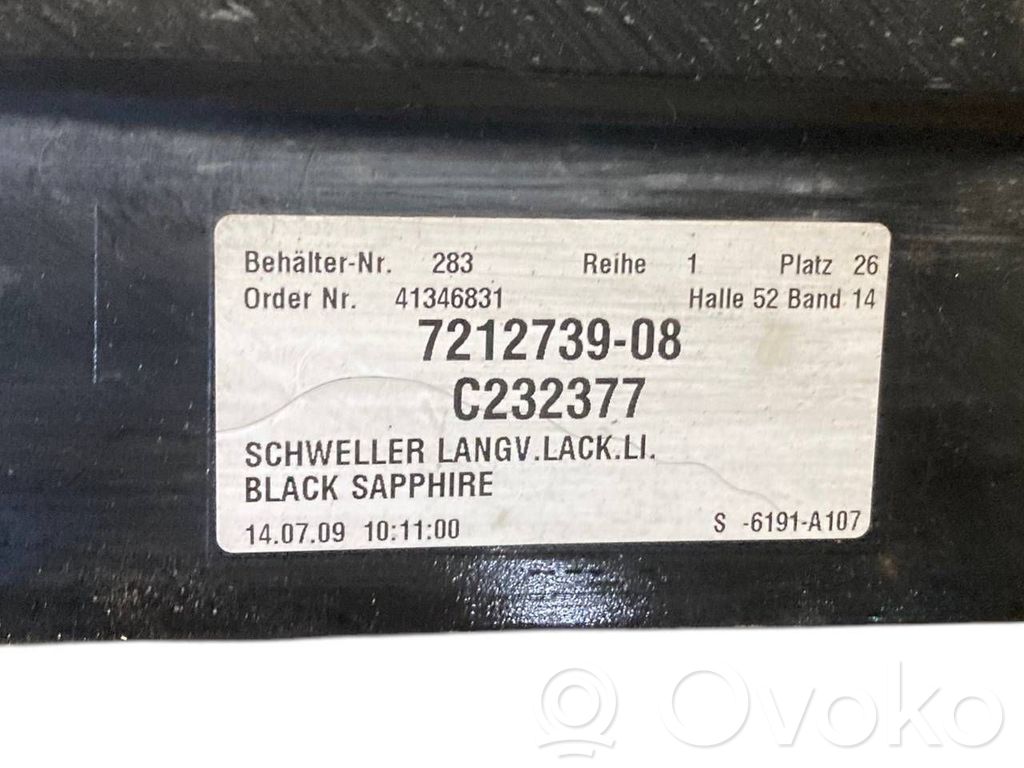 Behälter-Nr. 283 Reihe 1 Platz 26
Order Nr. 41346831 Halle 52 Band 14
7212739-08
C232377
SCHWELLER LANGV.LACK.LI.
BLACK SAPPHIRE
14.07.09 10:11:00 S -6191-A107
Ovoko